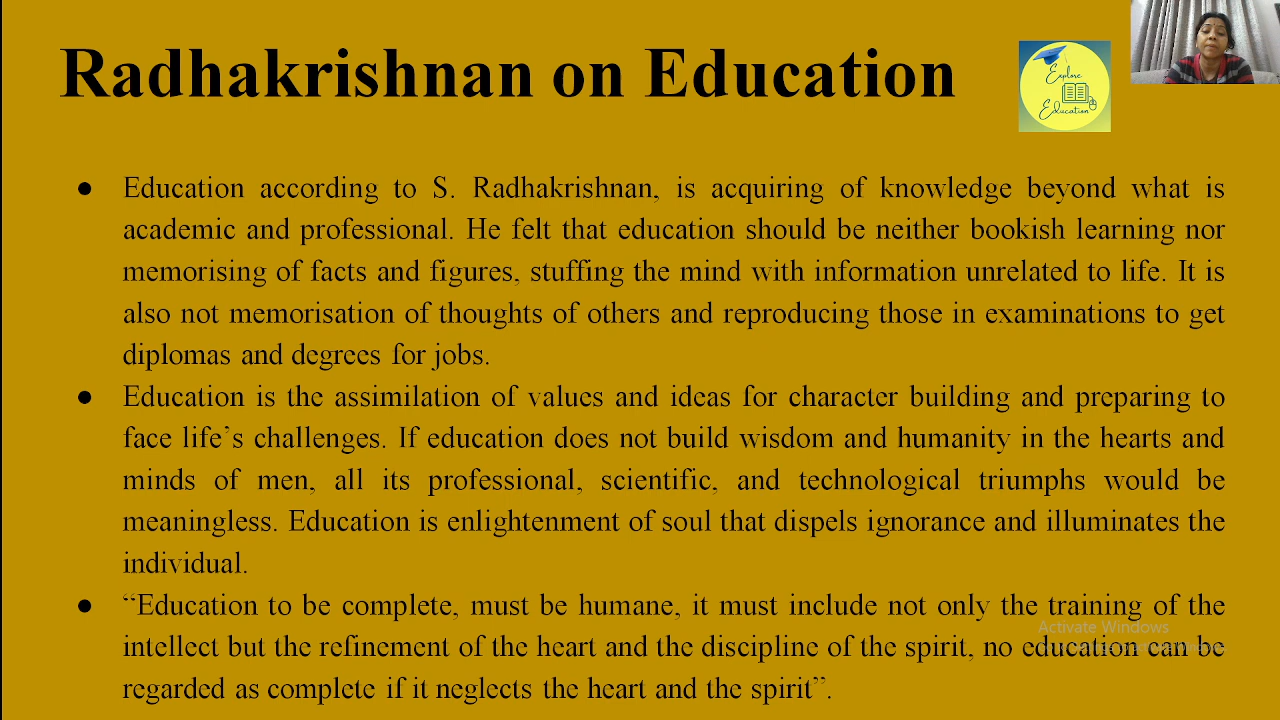 Radhakrishnan on Education
Explore
Education
● Education according to S. Radhakrishnan, is acquiring of knowledge beyond what is
academic and professional. He felt that education should be neither bookish learning nor
memorising of facts and figures, stuffing the mind with information unrelated to life. It is
also not memorisation of thoughts of others and reproducing those in examinations to get
diplomas and degrees for jobs.
● Education is the assimilation of values and ideas for character building and preparing to
face life’s challenges. If education does not build wisdom and humanity in the hearts and
minds of men, all its professional, scientific, and technological triumphs would be
meaningless. Education is enlightenment of soul that dispels ignorance and illuminates the
individual.
● “Education to be complete, must be humane, it must include not only the training of the
intellect but the refinement of the heart and the discipline of the spirit, no education can be
regarded as complete if it neglects the heart and the spirit”.
Activate Windows